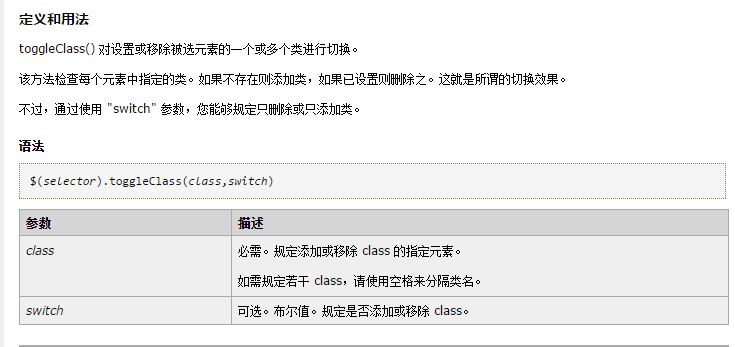 定义和用法
toggleClass() 对设置或移除被选元素的一个或多个类进行切换。
该方法检查每个元素中指定的类。如果不存在则添加类，如果已设置则删除之。这就是所谓的切换效果。
不过，通过使用 "switch" 参数，您能够规定只删除或只添加类。
语法
$(selector).toggleClass(class,switch)
参数 描述
class 必需。规定添加或移除 class 的指定元素。
如需规定若干 class，请使用空格来分隔类名。
switch 可选。布尔值。规定是否添加或移除 class。